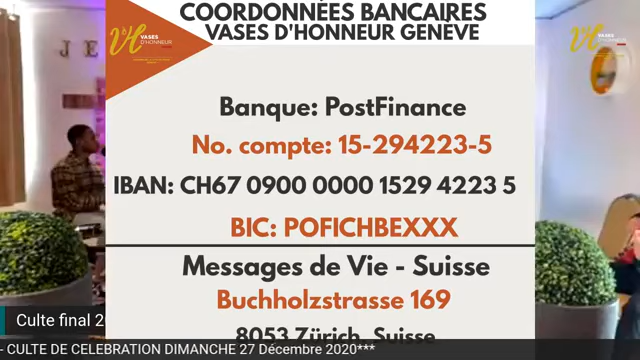 COORDONNÉES BANCAIRES
VASES D'HONNEUR GENÈVE
VASES
D'HONNEUR
Banque: PostFinance
No. compte: 15-294223-5
IBAN: CH67 0900 0000 1529 4223 5
BIC: POFICHBEXXX
Messages de Vie - Suisse
Buchholzstrasse 169
8053 Zürich, Suisse
JE
VASES
D'HONNEUR
Culte final 2
- CULTE DE CELEBRATION DIMANCHE 27 Décembre 2020***